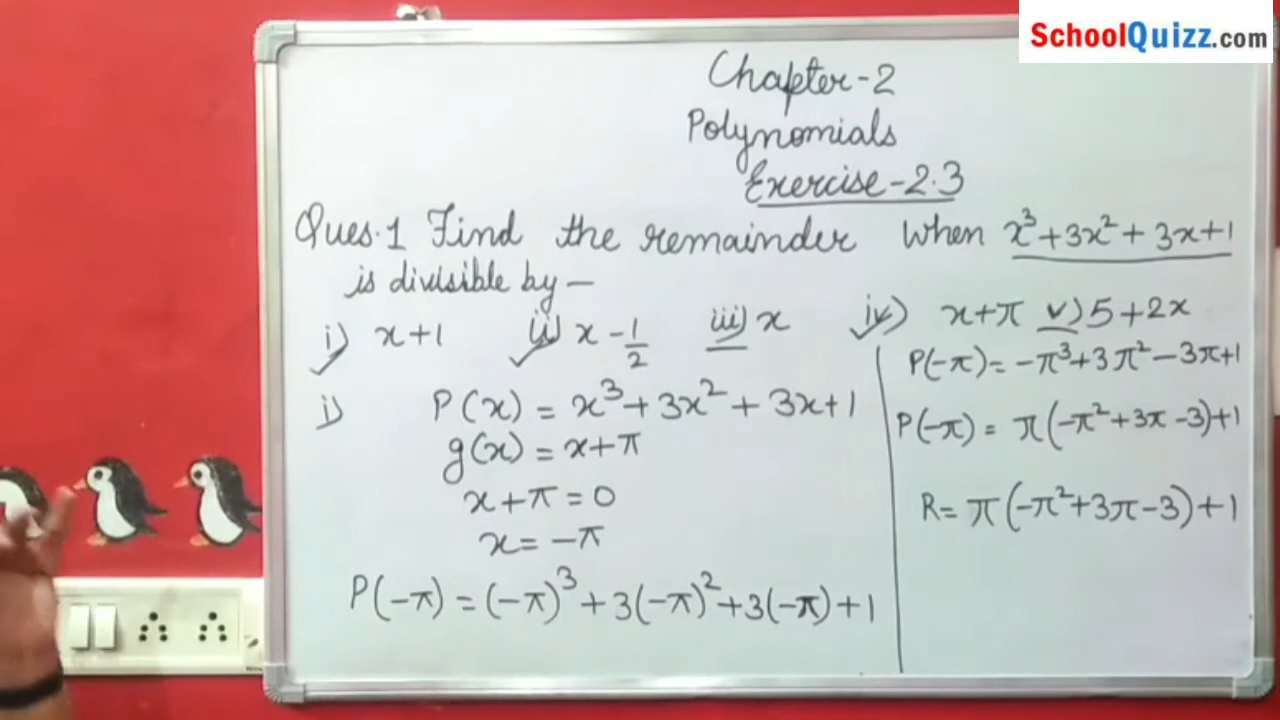 SchoolQuizz.com
Chapter-2
Polynomials
Exercise-2.3
Ques.1 Find the remainder when x³+3x²+3x+1
is divisible by—
i) x+1 ii) x-1/2 iii) x iv) x+π v) 5+2x
i) P(x) = x³+3x²+3x+1
g(x) = x+π
x+π=0
x=-π
P(-π) = (-π)³+3(-π)²+3(-π)+1
P(-π) = -π³+3π²-3π+1
P(-π) = π(-π²+3π-3)+1
R= π(-π²+3π-3)+1